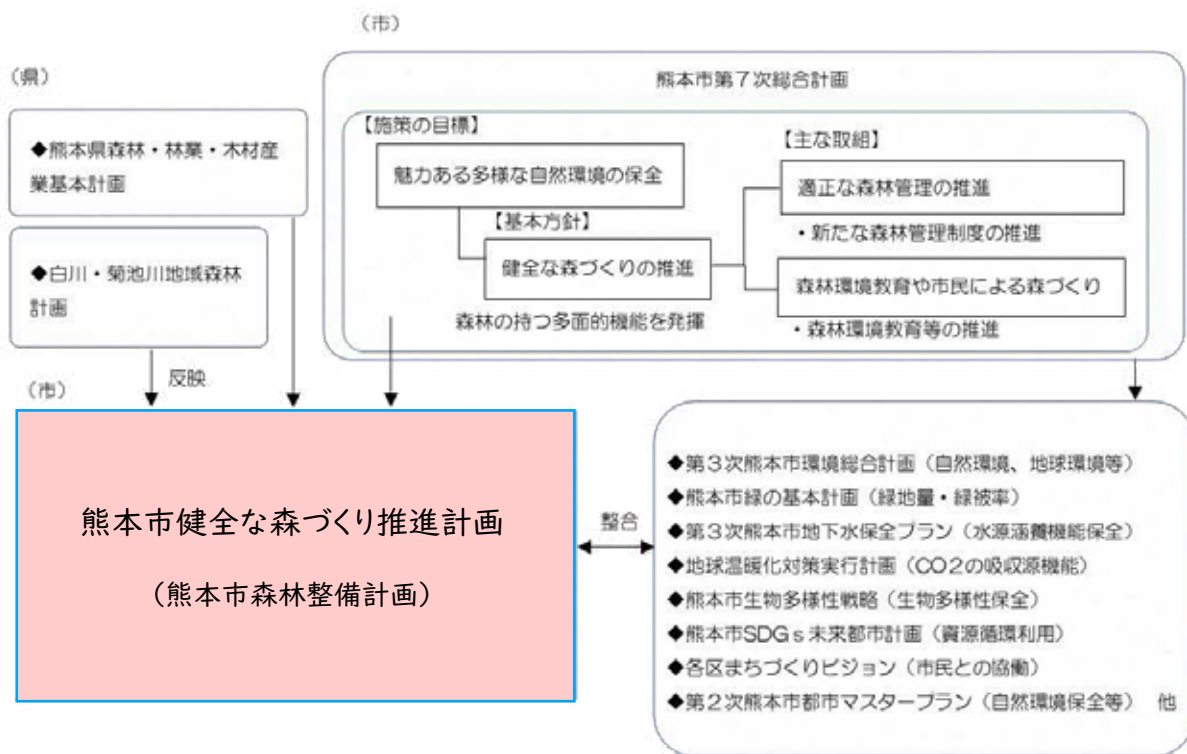 （市）
（県）
熊本市第７次総合計画
◆熊本県森林・林業・木材産
業基本計画
◆白川・菊池川地域森林
計画
【施策の目標】
魅力ある多様な自然環境の保全
【基本方針】
健全な森づくりの推進
森林の持つ多面的機能を発揮
【主な取組】
適正な森林管理の推進
・新たな森林管理制度の推進
森林環境教育や市民による森づくり
・森林環境教育等の推進
反映
（市）
熊本市健全な森づくり推進計画
（熊本市森林整備計画）
整合
◆第３次熊本市環境総合計画（自然環境、地球環境等）
◆熊本市緑の基本計画（緑地量・緑被率）
◆第３次熊本市地下水保全プラン（水源涵養機能保全）
◆地球温暖化対策実行計画（CO２の吸収源機能）
◆熊本市生物多様性戦略（生物多様性保全）
◆熊本市SDGｓ未来都市計画（資源循環利用）
◆各区まちづくりビジョン（市民との協働）
◆第２次熊本市都市マスタープラン（自然環境保全等）　他